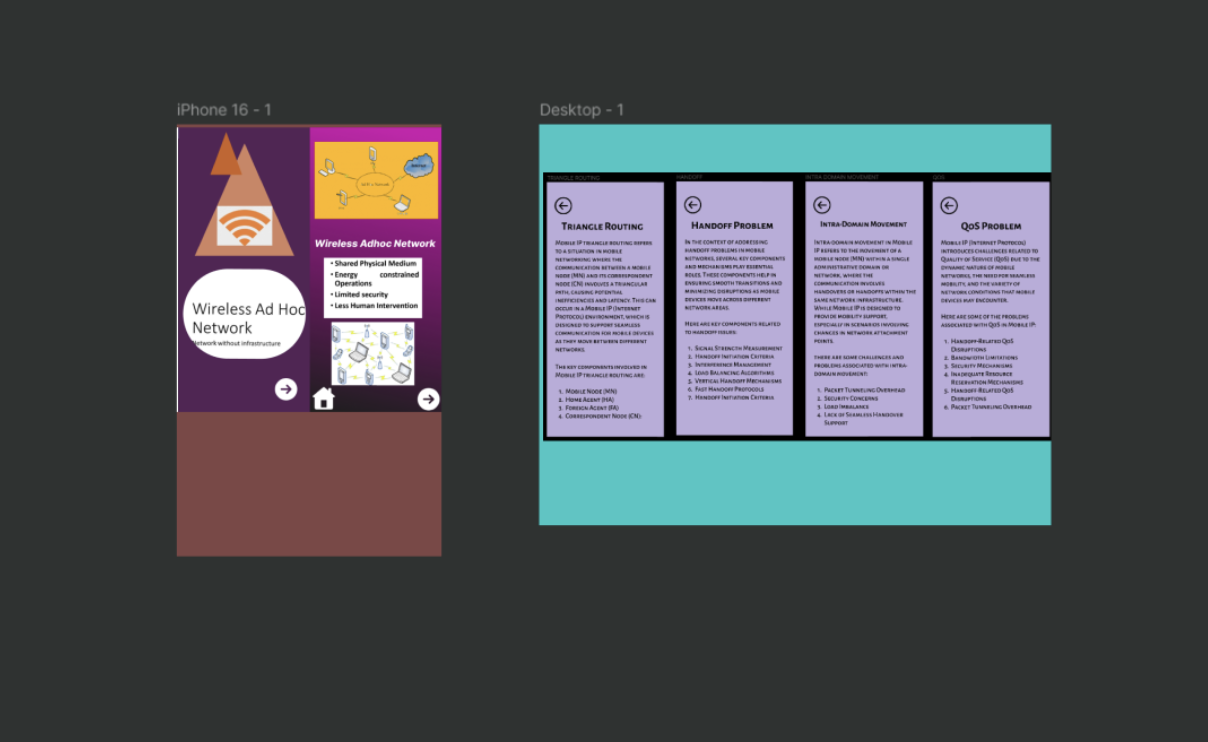 iPhone 16 - 1
Wireless Ad Hoc
Network
Network without infrastructure
Wireless Adhoc Network
• Shared Physical Medium
• Energy constrained
Operations
• Limited security
• Less Human Intervention
Desktop - 1
TRIANGLE ROUTING
TRIANGLE ROUTING
MOBILE IP TRIANGLE ROUTING REFERS
TO A SITUATION IN MOBILE
NETWORKING WHERE THE
COMMUNICATION BETWEEN A MOBILE
NODE (MN) AND ITS CORRESPONDENT
NODE (CN) INVOLVES A TRIANGULAR
PATH, CAUSING POTENTIAL
INEFFICIENCIES AND LATENCY. THIS CAN
OCCUR IN A MOBILE IP (INTERNET
PROTOCOL) ENVIRONMENT, WHICH IS
DESIGNED TO SUPPORT SEAMLESS
COMMUNICATION FOR MOBILE DEVICES
AS THEY MOVE BETWEEN DIFFERENT
NETWORKS.
THE KEY COMPONENTS INVOLVED IN
MOBILE IP TRIANGLE ROUTING ARE:
1. MOBILE NODE (MN)
2. HOME AGENT (HA)
3. FOREIGN AGENT (FA)
4. CORRESPONDENT NODE (CN)
HANDOFF
HANDOFF PROBLEM
IN THE CONTEXT OF ADDRESSING
HANDOFF PROBLEMS IN MOBILE
NETWORKS, SEVERAL KEY COMPONENTS
AND MECHANISMS PLAY ESSENTIAL
ROLES. THESE COMPONENTS HELP IN
ENSURING SMOOTH TRANSITIONS AND
MINIMIZING DISRUPTIONS AS MOBILE
DEVICES MOVE ACROSS DIFFERENT
NETWORK AREAS.
HERE ARE KEY COMPONENTS RELATED
TO HANDOFF ISSUES:
1. SIGNAL STRENGTH MEASUREMENT
2. HANDOFF INITIATION CRITERIA
3. INTERFERENCE MANAGEMENT
4. LOAD BALANCING ALGORITHMS
5. VERTICAL HANDOFF MECHANISMS
6. FAST HANDOFF PROTOCOLS
7. HANDOFF INITIATION CRITERIA
INTRA-DOMAIN MOVEMENT
INTRA-DOMAIN MOVEMENT
INTRA-DOMAIN MOVEMENT IN MOBILE
IP REFERS TO THE MOVEMENT OF A
MOBILE NODE (MN) WITHIN A SINGLE
ADMINISTRATIVE DOMAIN OR
NETWORK, WHERE THE
COMMUNICATION INVOLVES
HANDOVERS OR HANDOFFS WITHIN THE
SAME NETWORK INFRASTRUCTURE.
WHILE MOBILE IP IS DESIGNED TO
PROVIDE MOBILITY SUPPORT,
ESPECIALLY IN SCENARIOS INVOLVING
CHANGES IN NETWORK ATTACHMENT
POINTS.
THERE ARE SOME CHALLENGES AND
PROBLEMS ASSOCIATED WITH INTRA-
DOMAIN MOVEMENT:
1. PACKET TUNNELING OVERHEAD
2. SECURITY CONCERNS
3. LOAD IMBALANCE
4. LACK OF SEAMLESS HANDOVER
SUPPORT
QOS
QOS PROBLEM
MOBILE IP (INTERNET PROTOCOL)
INTRODUCES CHALLENGES RELATED TO
QUALITY OF SERVICE (QOS) DUE TO THE
DYNAMIC NATURE OF MOBILE
NETWORKS, THE NEED FOR SEAMLESS
MOBILITY, AND THE VARIETY OF
NETWORK CONDITIONS THAT MOBILE
DEVICES MAY ENCOUNTER.
HERE ARE SOME OF THE PROBLEMS
ASSOCIATED WITH QOS IN MOBILE IP:
1. HANDOFF-RELATED QOS
DISRUPTIONS
2. BANDWIDTH LIMITATIONS
3. SECURITY MECHANISMS
4. INADEQUATE RESOURCE
RESERVATION MECHANISMS
5. HANDOFF-RELATED QOS
DISRUPTIONS
6. PACKET TUNNELING OVERHEAD